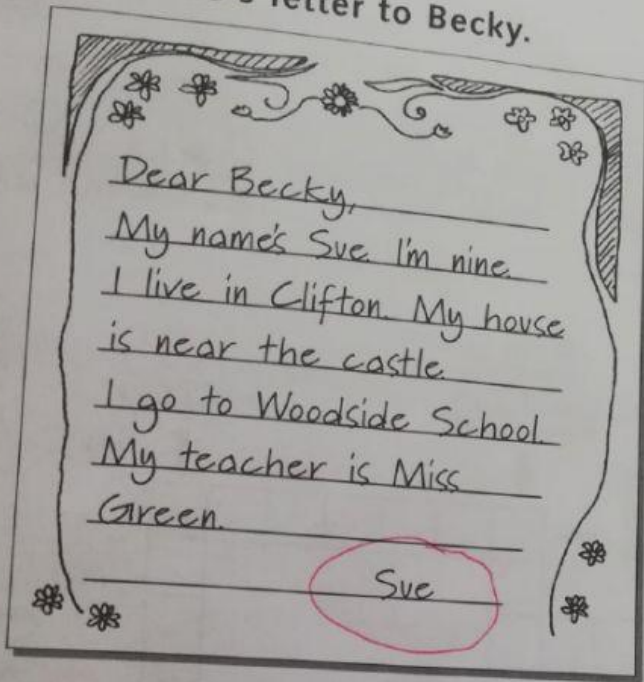 letter to Becky.
Dear Becky,
My name's Sue. I'm nine.
I live in Clifton. My house
is near the castle.
I go to Woodside School.
My teacher is Miss
Green.
Sue